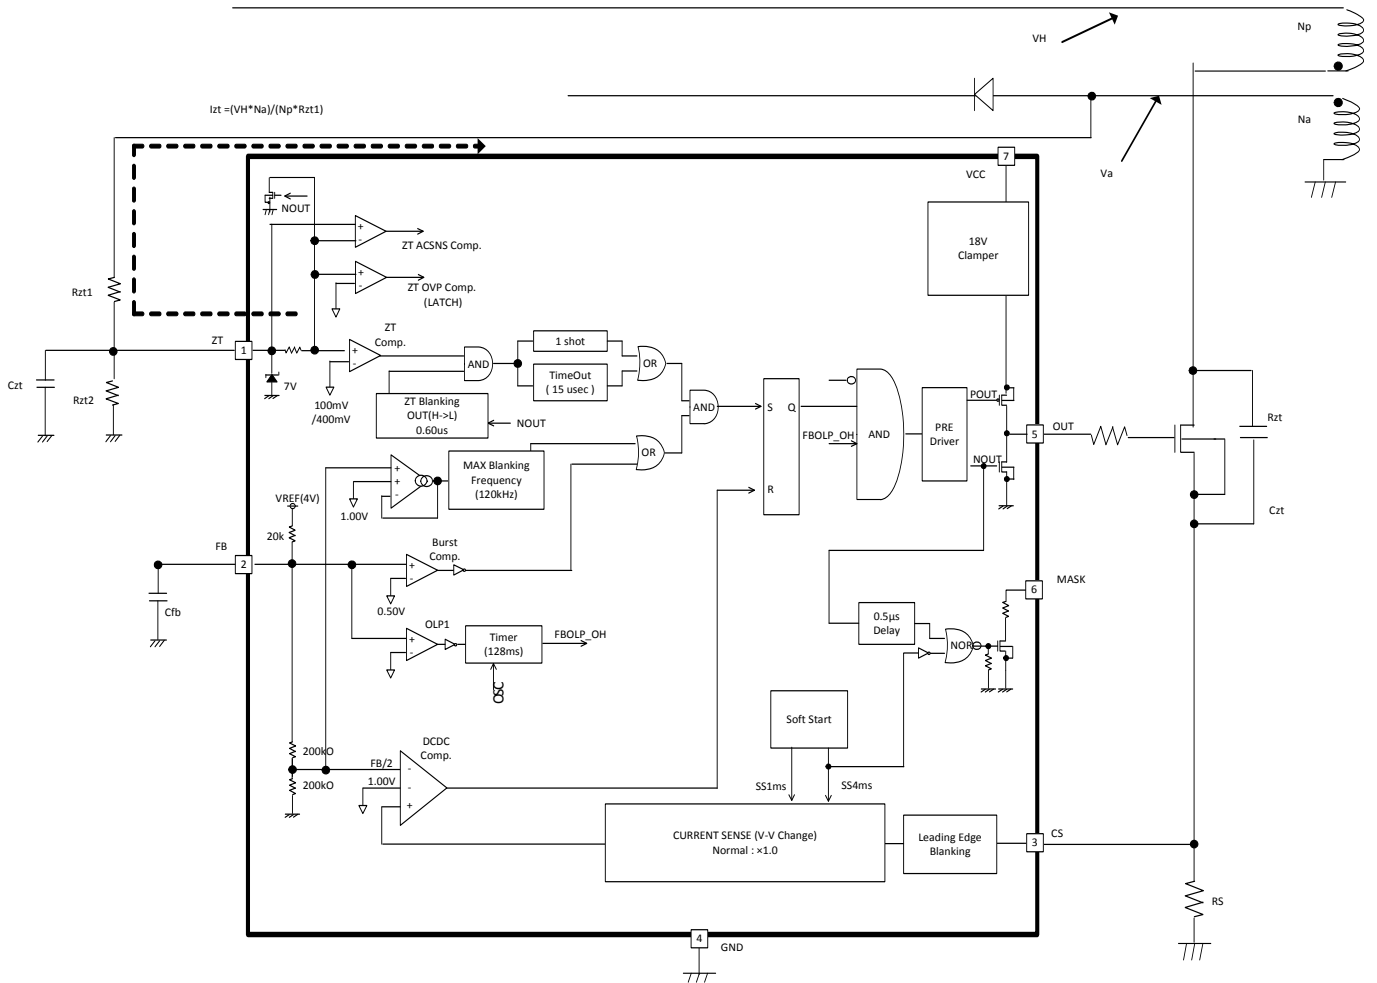 VH
Np
Izt =(VH*Na)/(Np*Rzt1)
Na
Va
7
VCC
NOUT
18V
Clamper
+
-
ZT ACSNS Comp.
+
-
ZT OVP Comp.
(LATCH)
Rzt1
ZT
1
ZT
Comp.
+
-
AND
1 shot
TimeOut
( 15 usec )
OR
Czt
Rzt2
7V
100mV
/400mV
ZT Blanking
OUT(H->L)
0.60us
NOUT
AND
S
Q
R
FBOLP_OH
AND
PRE
Driver
POUT
NOUT
5
OUT
Rzt
Czt
OR
+
+
-
1.00V
MAX Blanking
Frequency
(120kHz)
VREF(4V)
20k
FB
2
Cfb
Burst
Comp.
+
-
0.50V
OLP1
+
-
Timer
(128ms)
FBOLP_OH
OSC
6
MASK
0.5μs
Delay
NOR
Soft Start
SS1ms
SS4ms
200kO
200kO
FB/2
1.00V
DCDC
Comp.
-
-
+
CURRENT SENSE (V-V Change)
Normal : ×1.0
Leading Edge
Blanking
3
CS
RS
4
GND